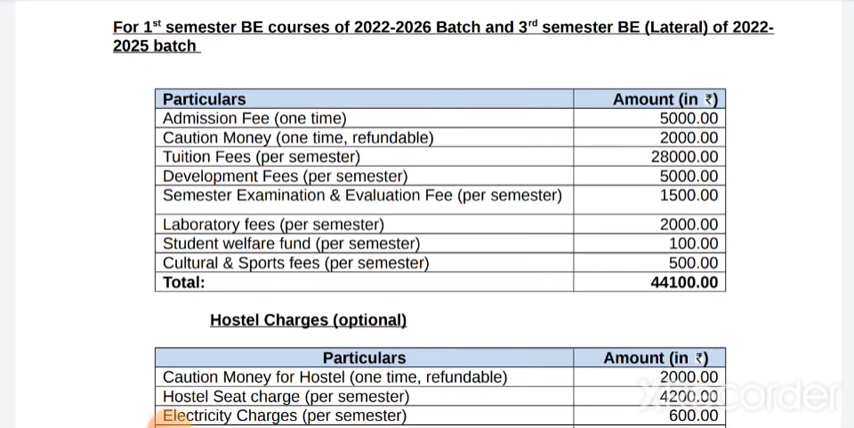 For 1st semester BE courses of 2022-2026 Batch and 3rd semester BE (Lateral) of 2022-
2025 batch
Particulars Amount (in ₹)
Admission Fee (one time) 5000.00
Caution Money (one time, refundable) 2000.00
Tuition Fees (per semester) 28000.00
Development Fees (per semester) 5000.00
Semester Examination & Evaluation Fee (per semester) 1500.00
Laboratory fees (per semester) 2000.00
Student welfare fund (per semester) 100.00
Cultural & Sports fees (per semester) 500.00
Total: 44100.00
Hostel Charges (optional)
Particulars Amount (in ₹)
Caution Money for Hostel (one time, refundable) 2000.00
Hostel Seat charge (per semester) 4200.00
Electricity Charges (per semester) 600.00